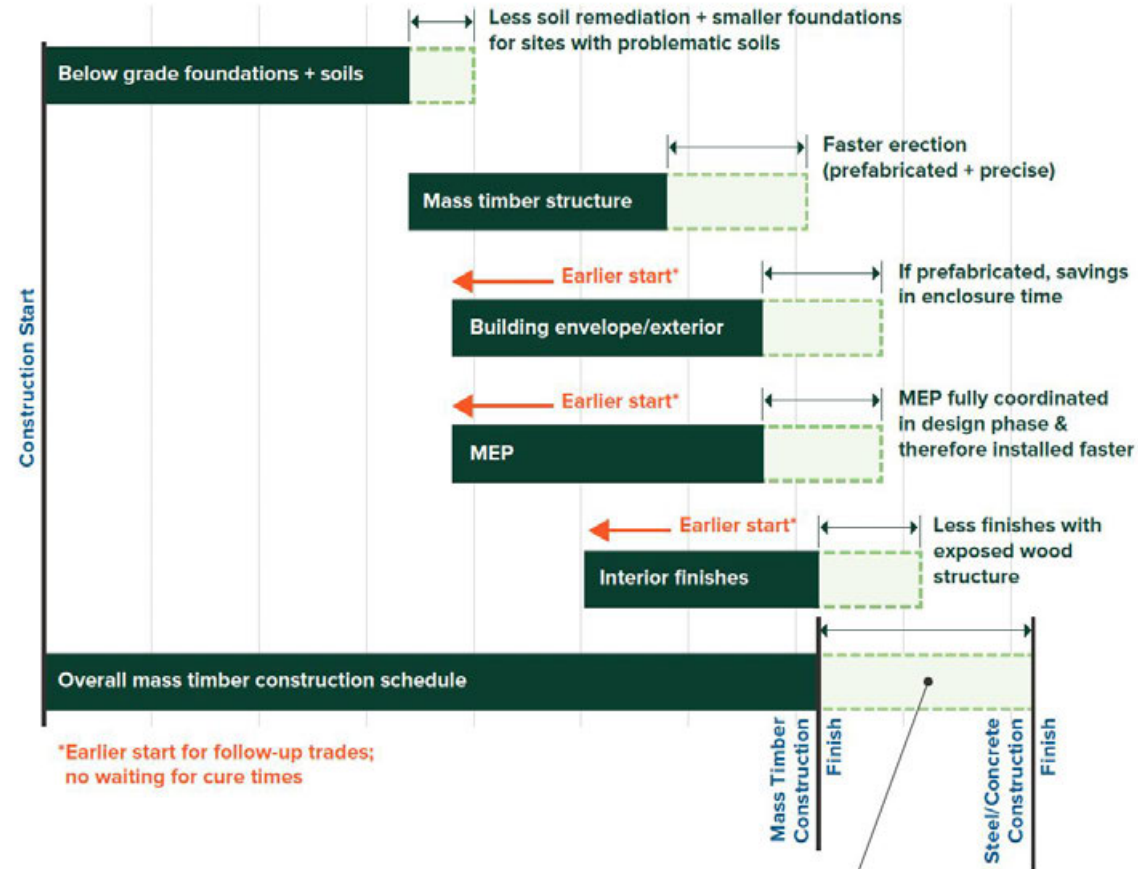 Less soil remediation + smaller foundations
for sites with problematic soils
Below grade foundations + soils
Faster erection
(prefabricated + precise)
Mass timber structure
Earlier start*
If prefabricated, savings
in enclosure time
Building envelope/exterior
Earlier start*
MEP fully coordinated
in design phase &
therefore installed faster
MEP
Earlier start*
Less finishes with
exposed wood
structure
Interior finishes
Construction Start
Overall mass timber construction schedule
*Earlier start for follow-up trades;
no waiting for cure times
Mass Timber
Construction
Finish
Steel/Concrete
Construction
Finish